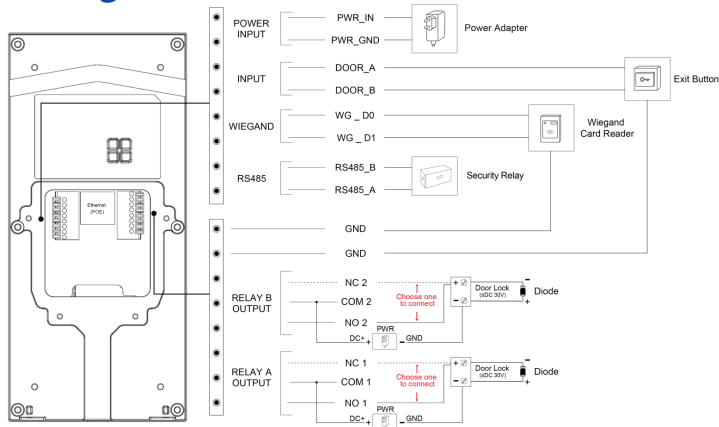 POWER INPUT
PWR_IN
PWR_GND
Power Adapter
INPUT
DOOR_A
DOOR_B
Exit Button
WIEGAND
WG _ D0
WG _ D1
Wiegand
Card Reader
RS485
RS485_B
RS485_A
Security Relay
Ethernet
(POE)
GND
GND
RELAY B
OUTPUT
NC 2
COM 2
NO 2
Choose one
to connect
PWR
DC+
+
-
GND
+
-
Door Lock
(≤DC 30V)
-
+
Diode
RELAY A
OUTPUT
NC 1
COM 1
NO 1
Choose one
to connect
PWR
DC+
+
-
GND
+
-
Door Lock
(≤DC 30V)
-
+
Diode